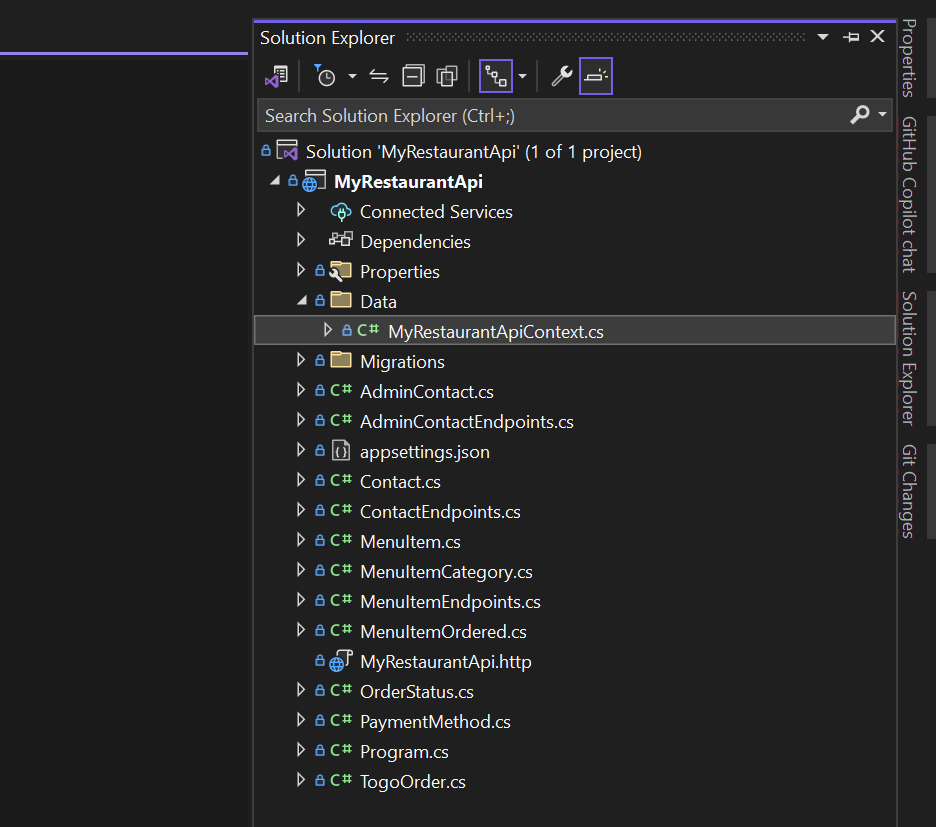 Solution Explorer
Search Solution Explorer (Ctrl+;)
Solution 'MyRestaurantApi' (1 of 1 project)
MyRestaurantApi
Connected Services
Dependencies
Properties
Data
C# MyRestaurantApiContext.cs
Migrations
C# AdminContact.cs
C# AdminContactEndpoints.cs
appsettings.json
C# Contact.cs
C# ContactEndpoints.cs
C# MenuItem.cs
C# MenuItemCategory.cs
C# MenuItemEndpoints.cs
C# MenuItemOrdered.cs
MyRestaurantApi.http
C# OrderStatus.cs
C# PaymentMethod.cs
C# Program.cs
C# TogoOrder.cs
Properties
GitHub Copilot chat
Solution Explorer
Git Changes